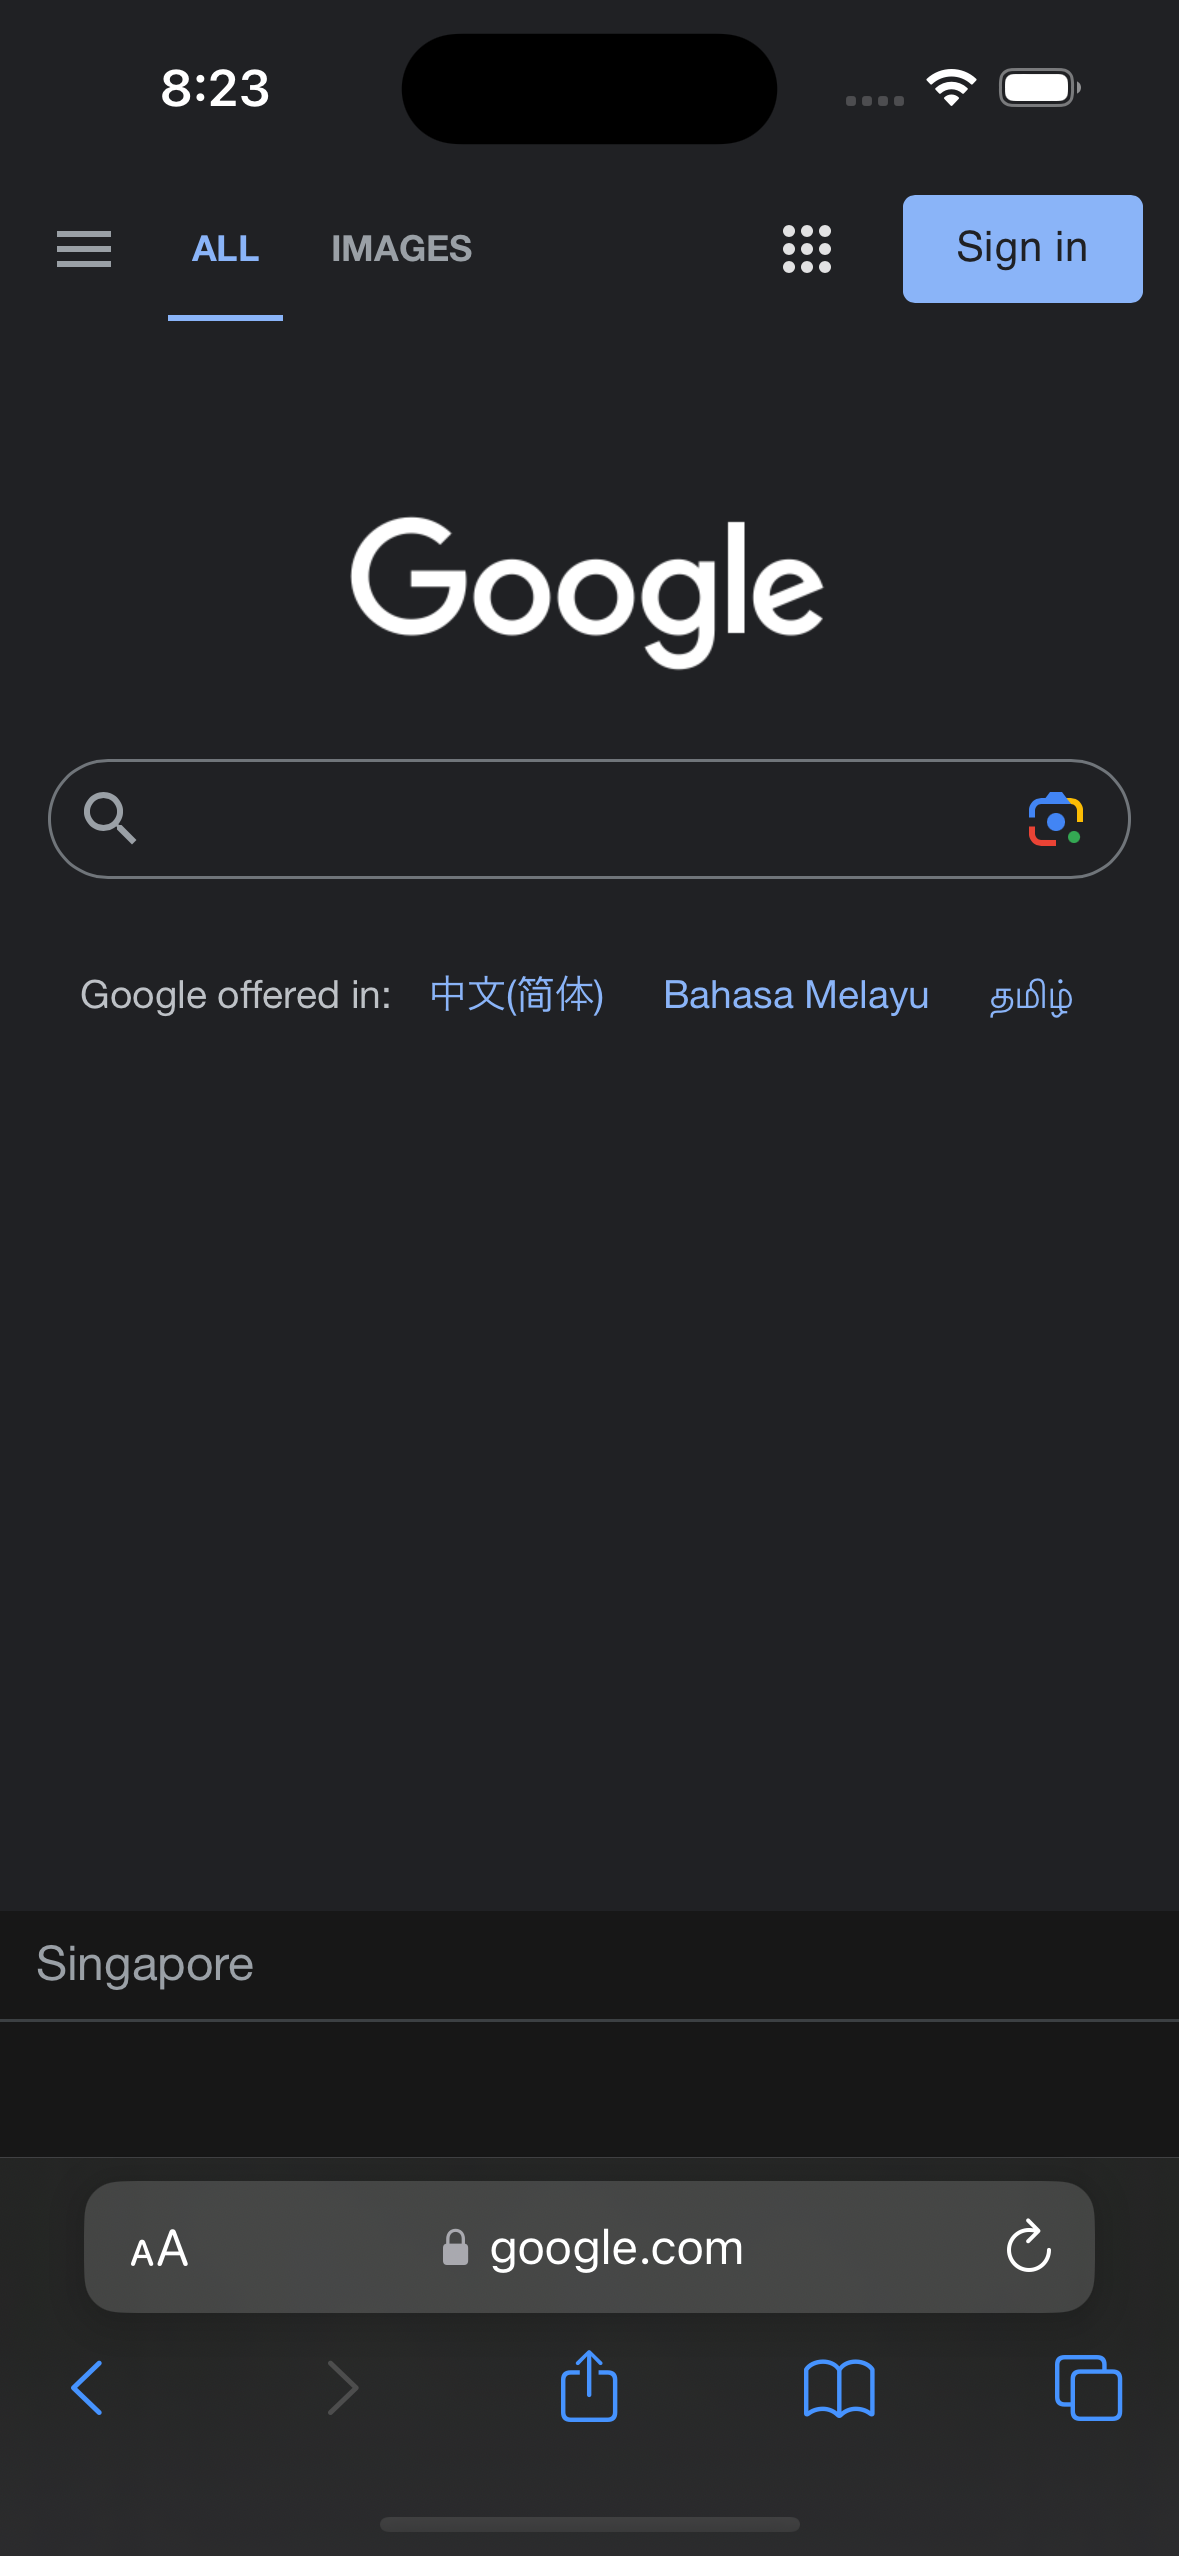 8:23
ALL IMAGES Sign in
Google
Google offered in: 中文(简体) Bahasa Melayu தமிழ்
Singapore
AA google.com